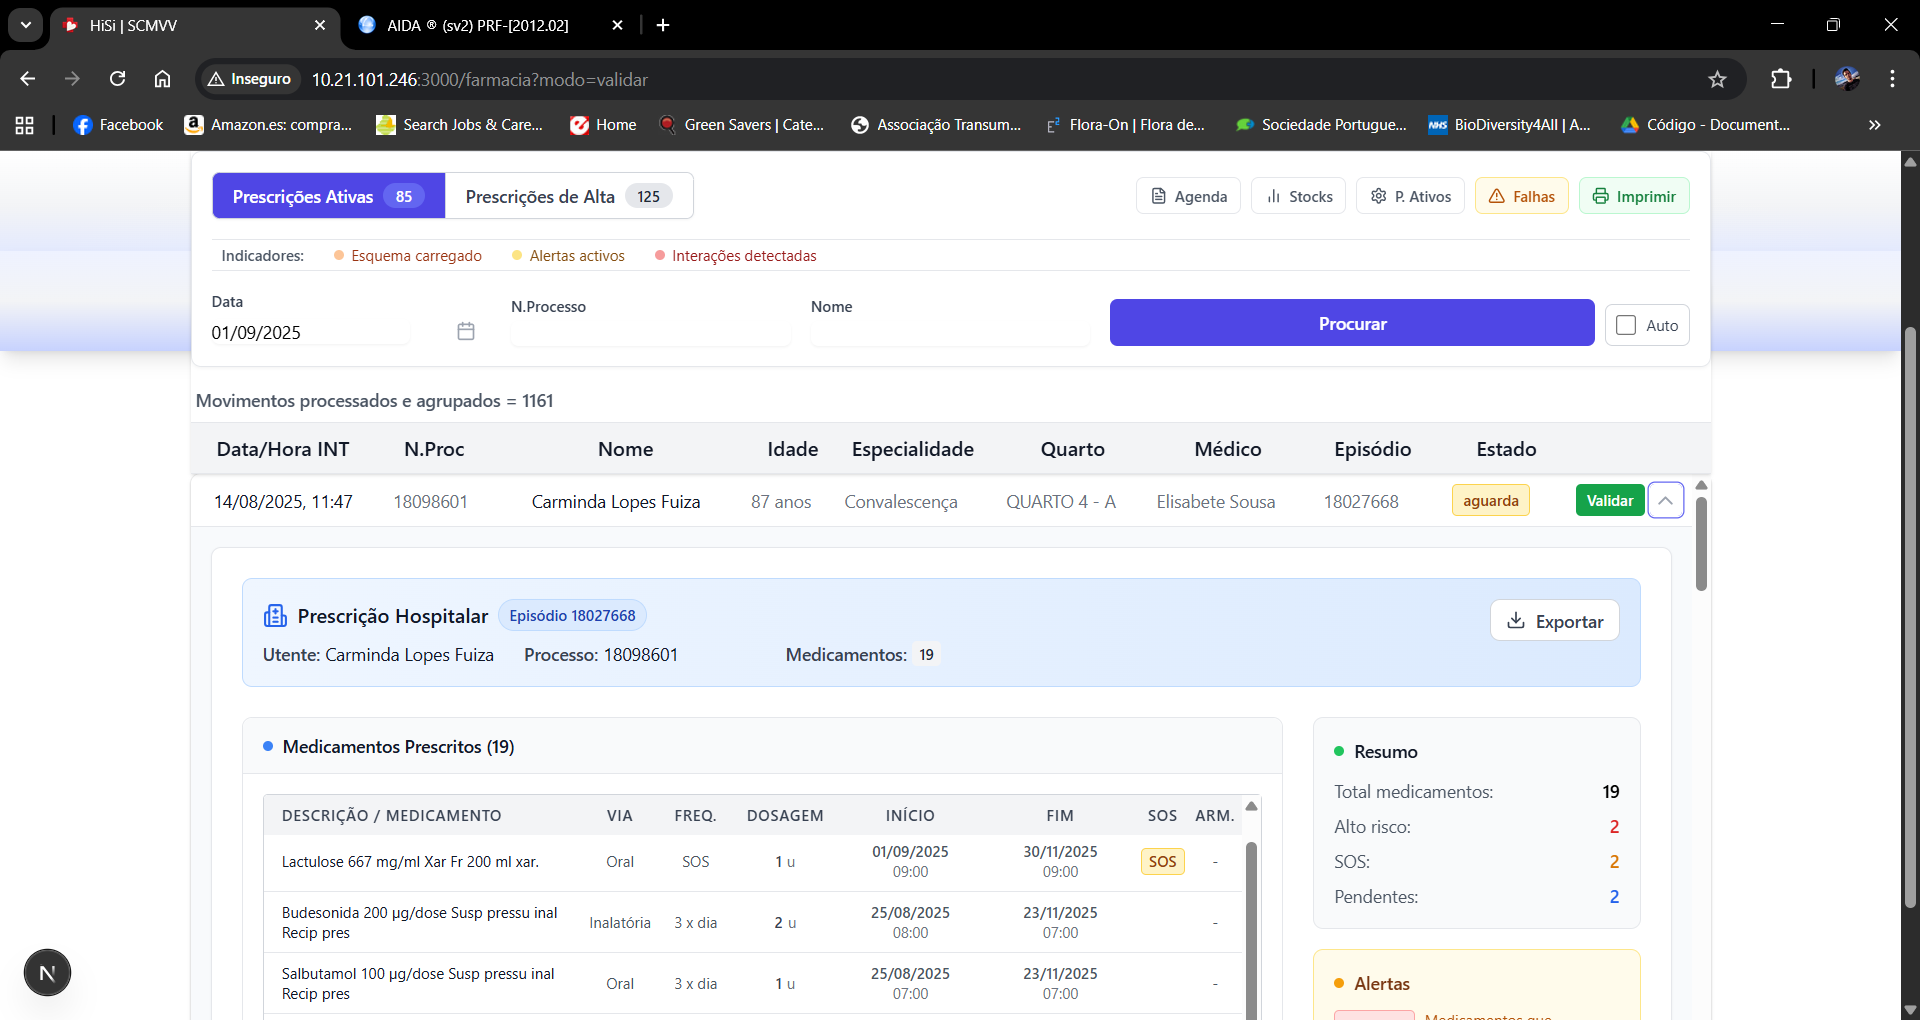 HiSi | SCMVV
AIDA ® (sv2) PRF-[2012.02]
Inseguro 10.21.101.246:3000/farmacia?modo=validar
Facebook Amazon.es: compra... Search Jobs & Care... Home Green Savers | Cate... Associação Transum... Flora-On | Flora de... Sociedade Portugue... NHS BioDiversity4All | A... Código - Document...
Prescrições Ativas 85 Prescrições de Alta 125 Agenda Stocks P. Ativos Falhas Imprimir
Indicadores: Esquema carregado Alertas activos Interações detectadas
Data N.Processo Nome
01/09/2025 Procurar Auto
Movimentos processados e agrupados = 1161
Data/Hora INT N.Proc Nome Idade Especialidade Quarto Médico Episódio Estado
14/08/2025, 11:47 18098601 Carminda Lopes Fuiza 87 anos Convalescença QUARTO 4 - A Elisabete Sousa 18027668 aguarda Validar
Prescrição Hospitalar Episódio 18027668 Exportar
Utente: Carminda Lopes Fuiza Processo: 18098601 Medicamentos: 19
Medicamentos Prescritos (19)
DESCRIÇÃO / MEDICAMENTO VIA FREQ. DOSAGEM INÍCIO FIM SOS ARM.
Lactulose 667 mg/ml Xar Fr 200 ml xar. Oral SOS 1 u 01/09/2025 09:00 30/11/2025 09:00 SOS -
Budesonida 200 µg/dose Susp pressu inal Recip pres Inalatória 3 x dia 2 u 25/08/2025 08:00 23/11/2025 07:00 -
Salbutamol 100 µg/dose Susp pressu inal Recip pres Oral 3 x dia 1 u 25/08/2025 07:00 23/11/2025 07:00 -
Resumo
Total medicamentos: 19
Alto risco: 2
SOS: 2
Pendentes: 2
Alertas
Medicamentos que
N